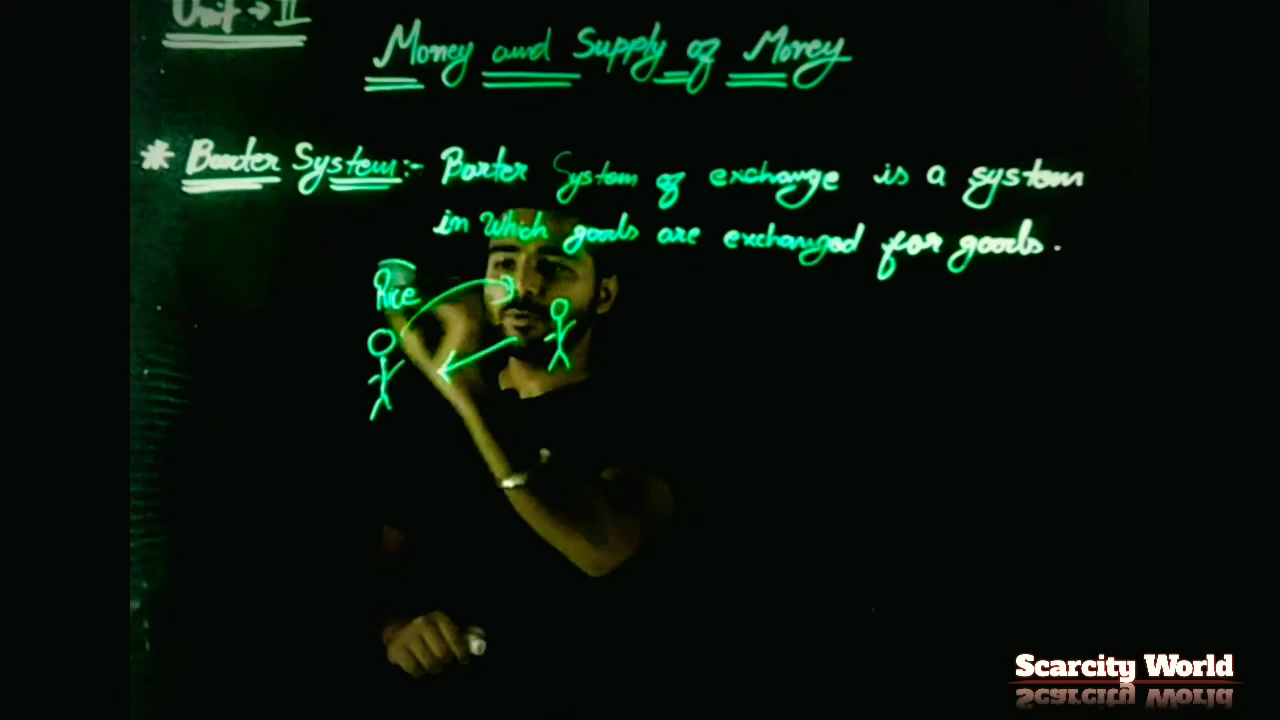 Unit → II
Money and Supply of Money
* Barter System:- Barter System of exchange is a system
in which goods are exchanged for goods.
Rice
Scarcity World